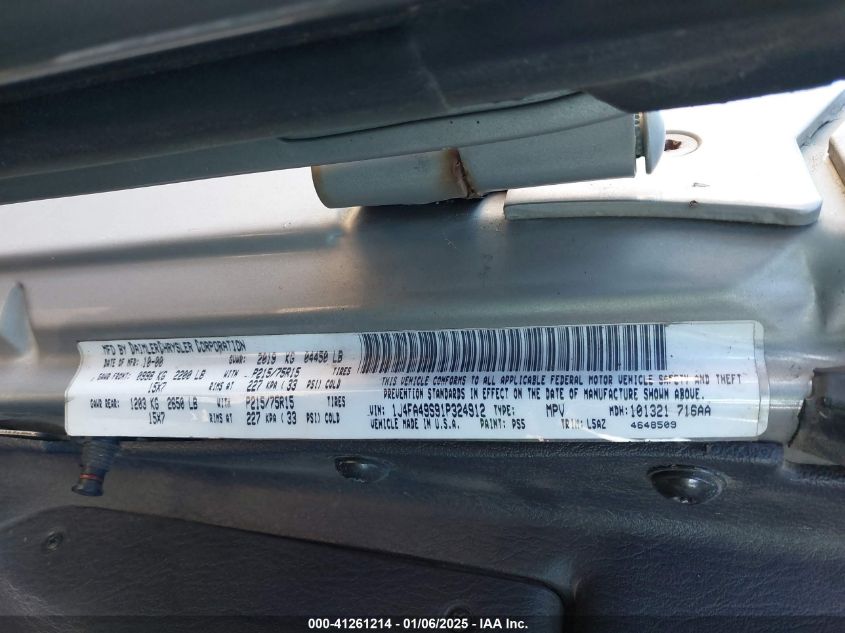 MFD BY DAIMLERCHRYSLER CORPORATION
DATE OF MFD: 10-00 GVWR: 2019 KG 04450 LB
GAWR FRONT: 0998 KG 2200 LB WITH P215/75R15 TIRES
15X7 RIMS AT 227 KPA ( 33 PSI) COLD
GAWR REAR: 1203 KG 2650 LB WITH P215/75R15 TIRES
15X7 RIMS AT 227 KPA ( 33 PSI) COLD
THIS VEHICLE CONFORMS TO ALL APPLICABLE FEDERAL MOTOR VEHICLE SAFETY AND THEFT
PREVENTION STANDARDS IN EFFECT ON THE DATE OF MANUFACTURE SHOWN ABOVE.
VIN: 1J4FA49S91P324912 TYPE: MPV MDH: 101321 716AA
VEHICLE MADE IN U.S.A. PAINT: PS5 TRIM: L5AZ 4648509
000-41261214 - 01/06/2025 - IAA Inc.